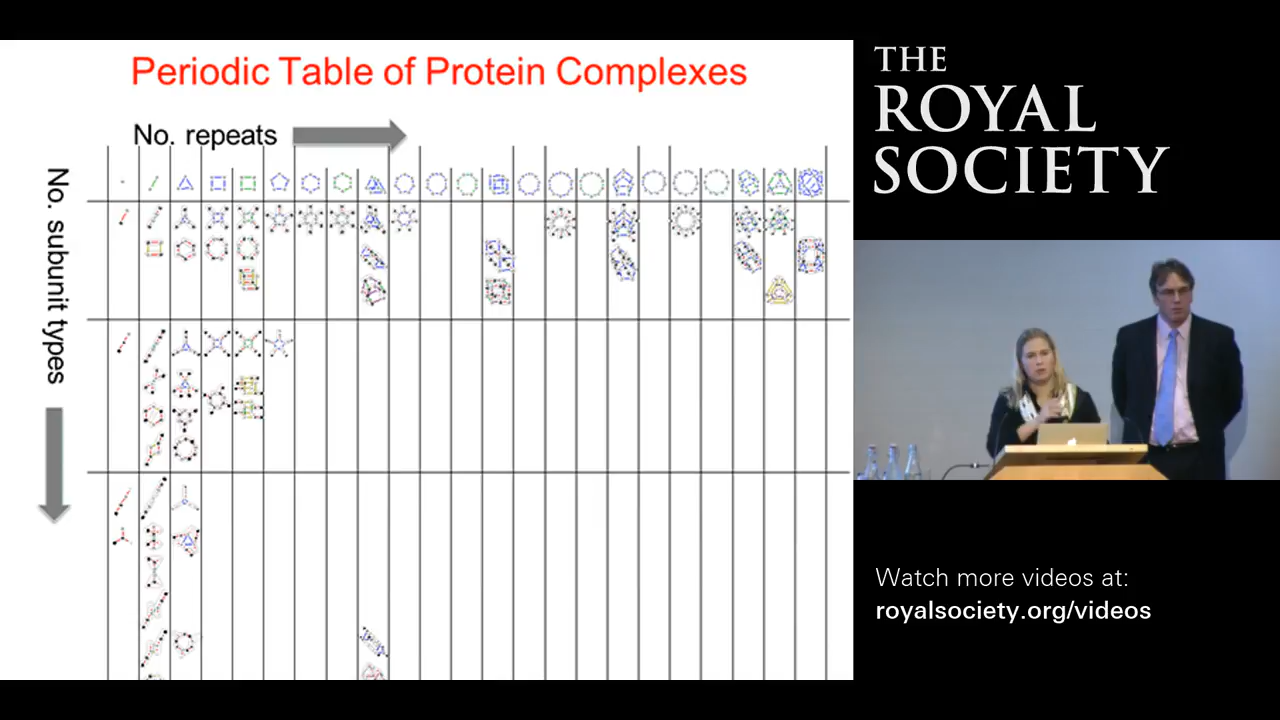 Periodic Table of Protein Complexes
No. repeats
No. subunit types
THE
ROYAL
SOCIETY
Watch more videos at:
royalsociety.org/videos